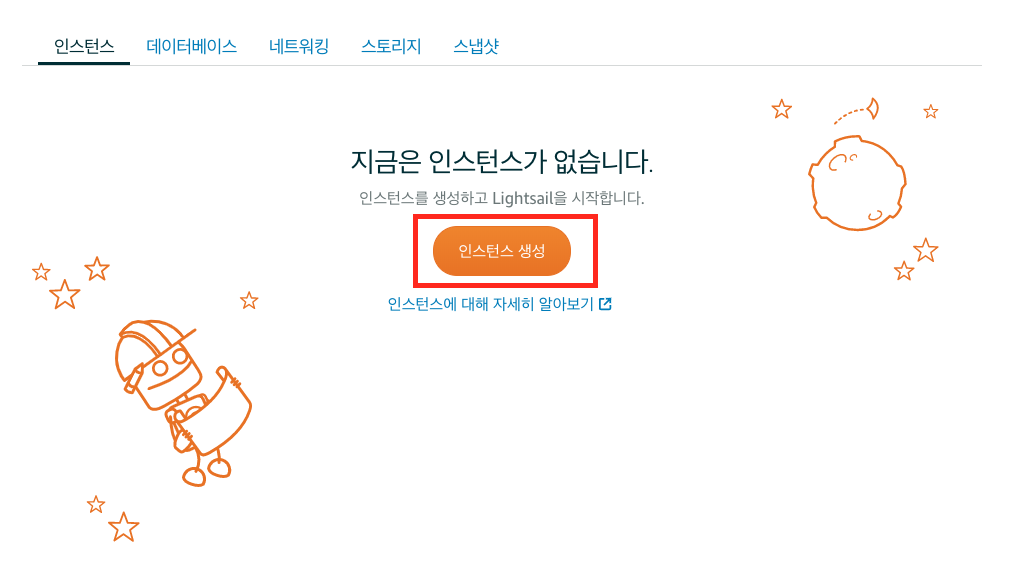 인스턴스 데이터베이스 네트워킹 스토리지 스냅샷
지금은 인스턴스가 없습니다.
인스턴스를 생성하고 Lightsail을 시작합니다.
인스턴스 생성
인스턴스에 대해 자세히 알아보기